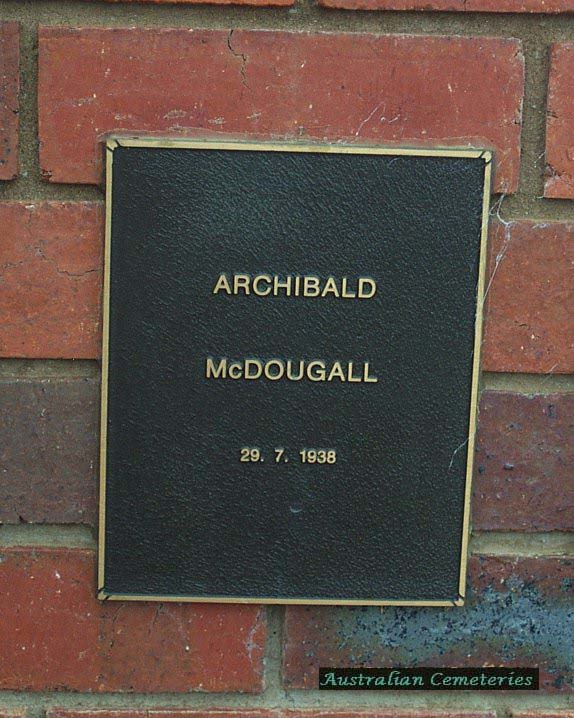 ARCHIBALD
McDOUGALL
29. 7. 1938
Australian Cemeteries